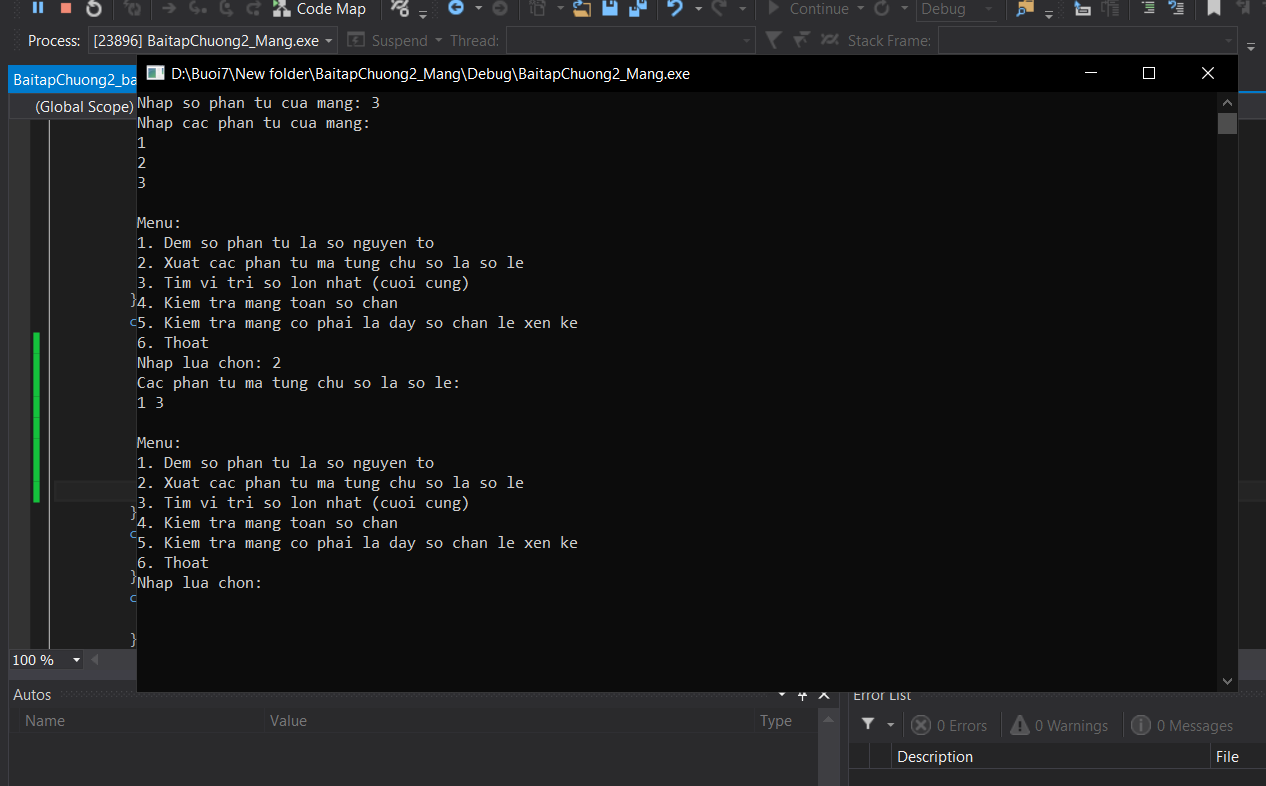 Code Map
Continue
Debug
Process: [23896] BaitapChuong2_Mang.exe Suspend Thread: Stack Frame:
BaitapChuong2_ba
D:\Buoi7\New folder\BaitapChuong2_Mang\Debug\BaitapChuong2_Mang.exe
(Global Scope)
Nhap so phan tu cua mang: 3
Nhap cac phan tu cua mang:
1
2
3
Menu:
1. Dem so phan tu la so nguyen to
2. Xuat cac phan tu ma tung chu so la so le
3. Tim vi tri so lon nhat (cuoi cung)
}
4. Kiem tra mang toan so chan
c
5. Kiem tra mang co phai la day so chan le xen ke
6. Thoat
Nhap lua chon: 2
Cac phan tu ma tung chu so la so le:
1 3
Menu:
1. Dem so phan tu la so nguyen to
2. Xuat cac phan tu ma tung chu so la so le
3. Tim vi tri so lon nhat (cuoi cung)
}
4. Kiem tra mang toan so chan
c
5. Kiem tra mang co phai la day so chan le xen ke
6. Thoat
}
Nhap lua chon:
c
}
100 %
Autos
Name Value Type
Error List
0 Errors 0 Warnings 0 Messages
Description File